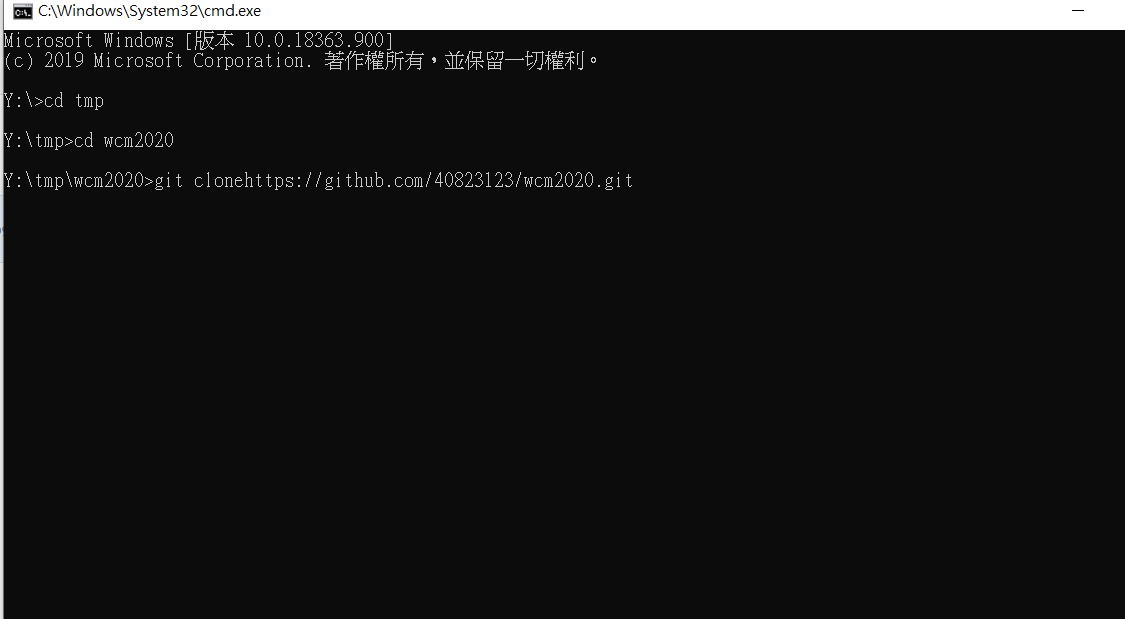 C:\Windows\System32\cmd.exe
Microsoft Windows [版本 10.0.18363.900]
(c) 2019 Microsoft Corporation. 著作權所有，並保留一切權利。
Y:\>cd tmp
Y:\tmp>cd wcm2020
Y:\tmp\wcm2020>git clonehttps://github.com/40823123/wcm2020.git